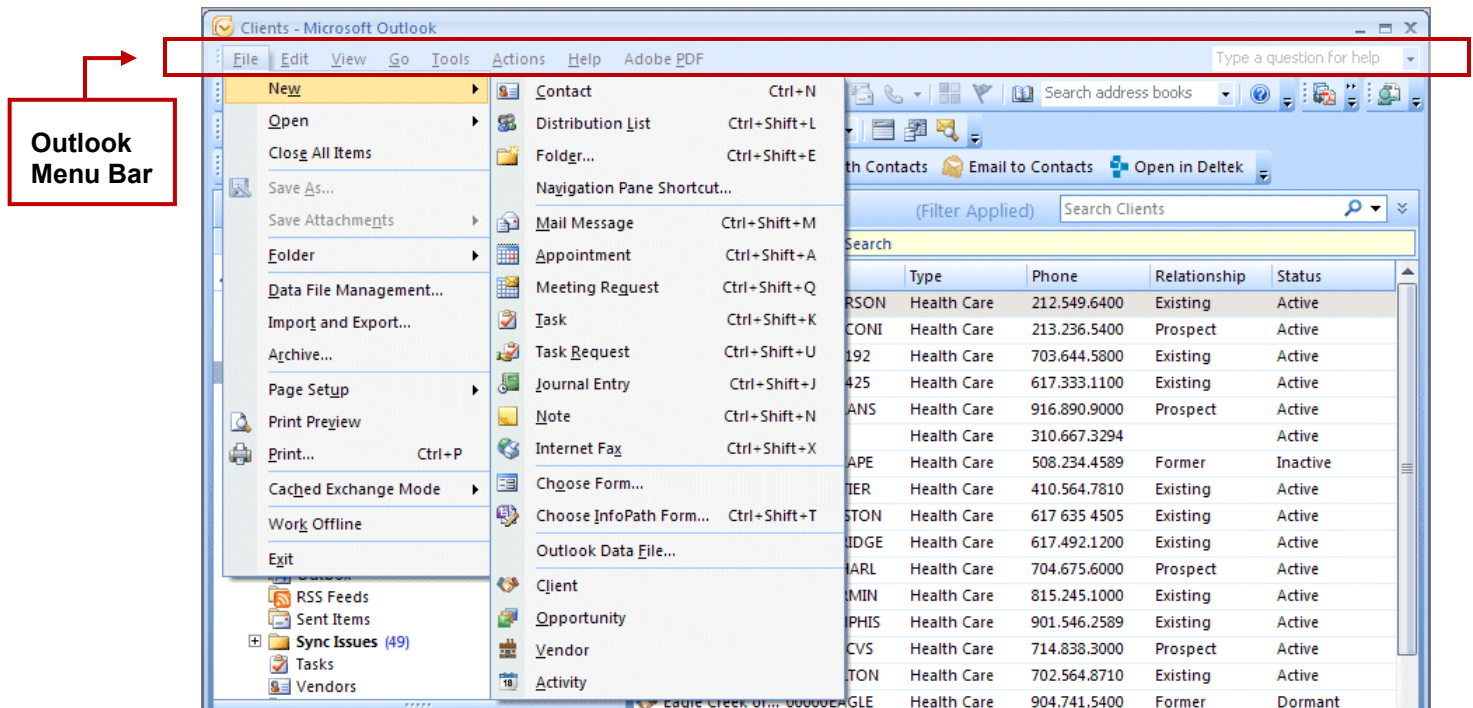 Clients - Microsoft Outlook
File Edit View Go Tools Actions Help Adobe PDF Type a question for help
Outlook
Menu Bar
New
Open
Close All Items
Save As...
Save Attachments
Folder
Data File Management...
Import and Export...
Archive...
Page Setup
Print Preview
Print... Ctrl+P
Cached Exchange Mode
Work Offline
Exit
Contact Ctrl+N
Distribution List Ctrl+Shift+L
Folder... Ctrl+Shift+E
Navigation Pane Shortcut...
Mail Message Ctrl+Shift+M
Appointment Ctrl+Shift+A
Meeting Request Ctrl+Shift+Q
Task Ctrl+Shift+K
Task Request Ctrl+Shift+U
Journal Entry Ctrl+Shift+J
Note Ctrl+Shift+N
Internet Fax Ctrl+Shift+X
Choose Form...
Choose InfoPath Form... Ctrl+Shift+T
Outlook Data File...
Client
Opportunity
Vendor
Activity
Search address books
th Contacts Email to Contacts Open in Deltek
(Filter Applied) Search Clients
Search
Type Phone Relationship Status
RSON Health Care 212.549.6400 Existing Active
CONI Health Care 213.236.5400 Prospect Active
192 Health Care 703.644.5800 Existing Active
425 Health Care 617.333.1100 Existing Active
ANS Health Care 916.890.9000 Prospect Active
Health Care 310.667.3294 Active
APE Health Care 508.234.4589 Former Inactive
TIER Health Care 410.564.7810 Existing Active
STON Health Care 617 635 4505 Existing Active
IDGE Health Care 617.492.1200 Existing Active
HARL Health Care 704.675.6000 Prospect Active
RMIN Health Care 815.245.1000 Existing Active
IPHIS Health Care 901.546.2589 Existing Active
CVS Health Care 714.838.3000 Prospect Active
TON Health Care 702.564.8710 Existing Active
Eagle Creek of... 00000EAGLE Health Care 904.741.5400 Former Dormant
Outbox
RSS Feeds
Sent Items
Sync Issues (49)
Tasks
Vendors